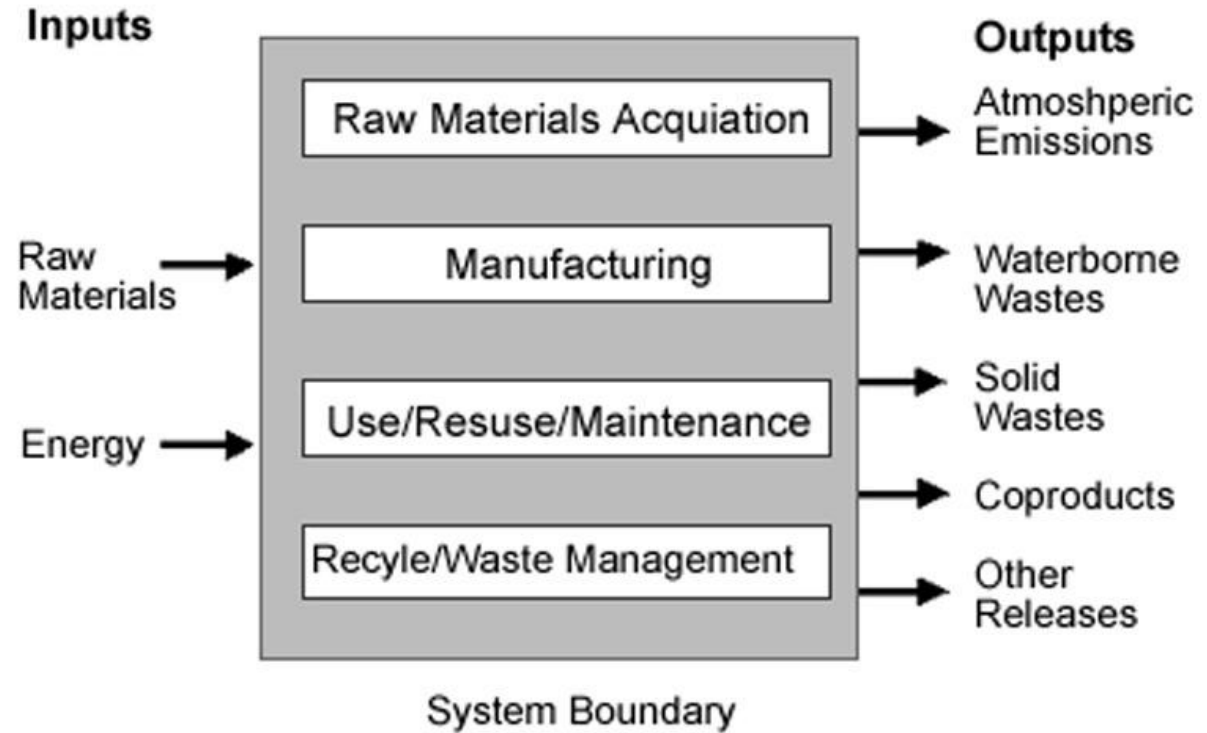 Inputs
Raw
Materials
Energy
Raw Materials Acquiation
Manufacturing
Use/Resuse/Maintenance
Recyle/Waste Management
System Boundary
Outputs
Atmoshperic
Emissions
Waterborne
Wastes
Solid
Wastes
Coproducts
Other
Releases